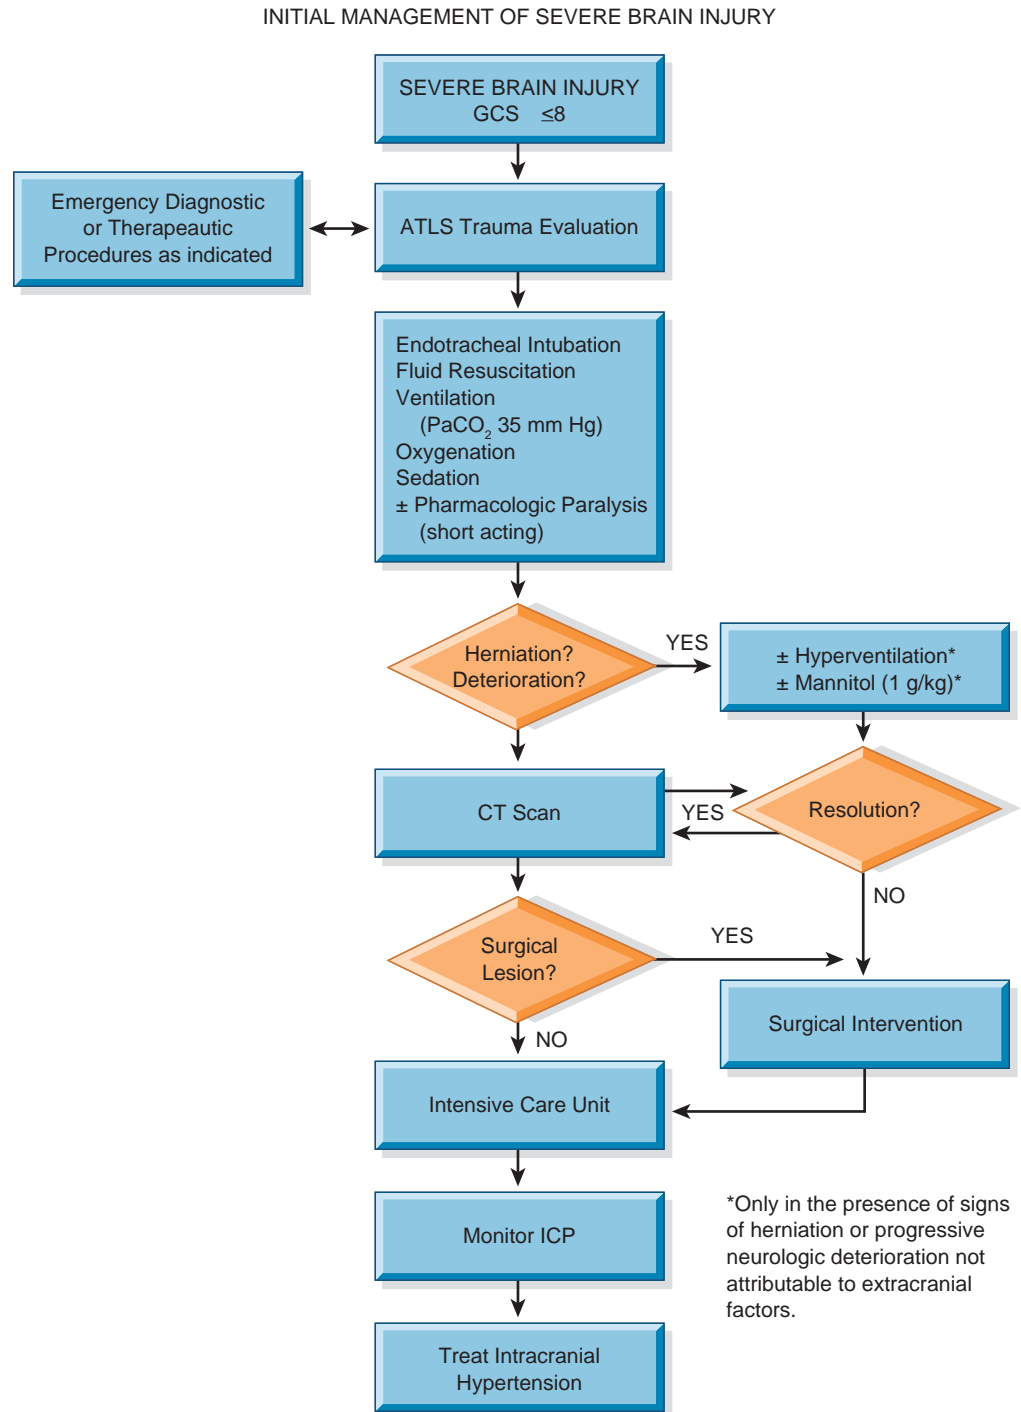 INITIAL MANAGEMENT OF SEVERE BRAIN INJURY
SEVERE BRAIN INJURY
GCS ≤8
Emergency Diagnostic
or Therapeautic
Procedures as indicated
ATLS Trauma Evaluation
Endotracheal Intubation
Fluid Resuscitation
Ventilation
(PaCO₂ 35 mm Hg)
Oxygenation
Sedation
± Pharmacologic Paralysis
(short acting)
Herniation?
Deterioration?
YES
± Hyperventilation*
± Mannitol (1 g/kg)*
CT Scan
YES
Resolution?
NO
Surgical
Lesion?
YES
Surgical Intervention
NO
Intensive Care Unit
Monitor ICP
*Only in the presence of signs
of herniation or progressive
neurologic deterioration not
attributable to extracranial
factors.
Treat Intracranial
Hypertension